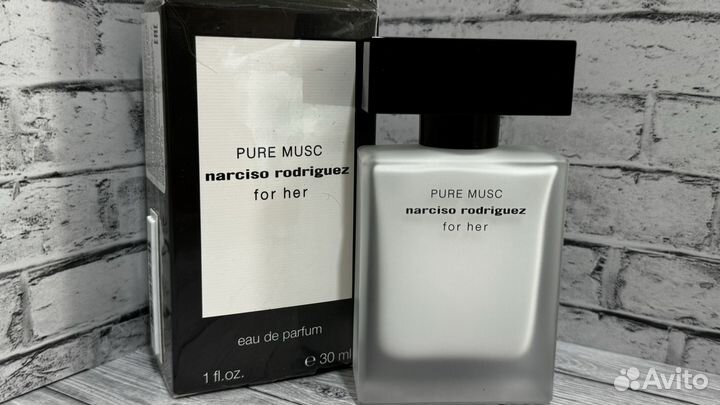 PURE MUSC
narciso rodriguez
for her
eau de parfum
1 fl.oz. e 30 ml
PURE MUSC
narciso rodriguez
for her
Avito